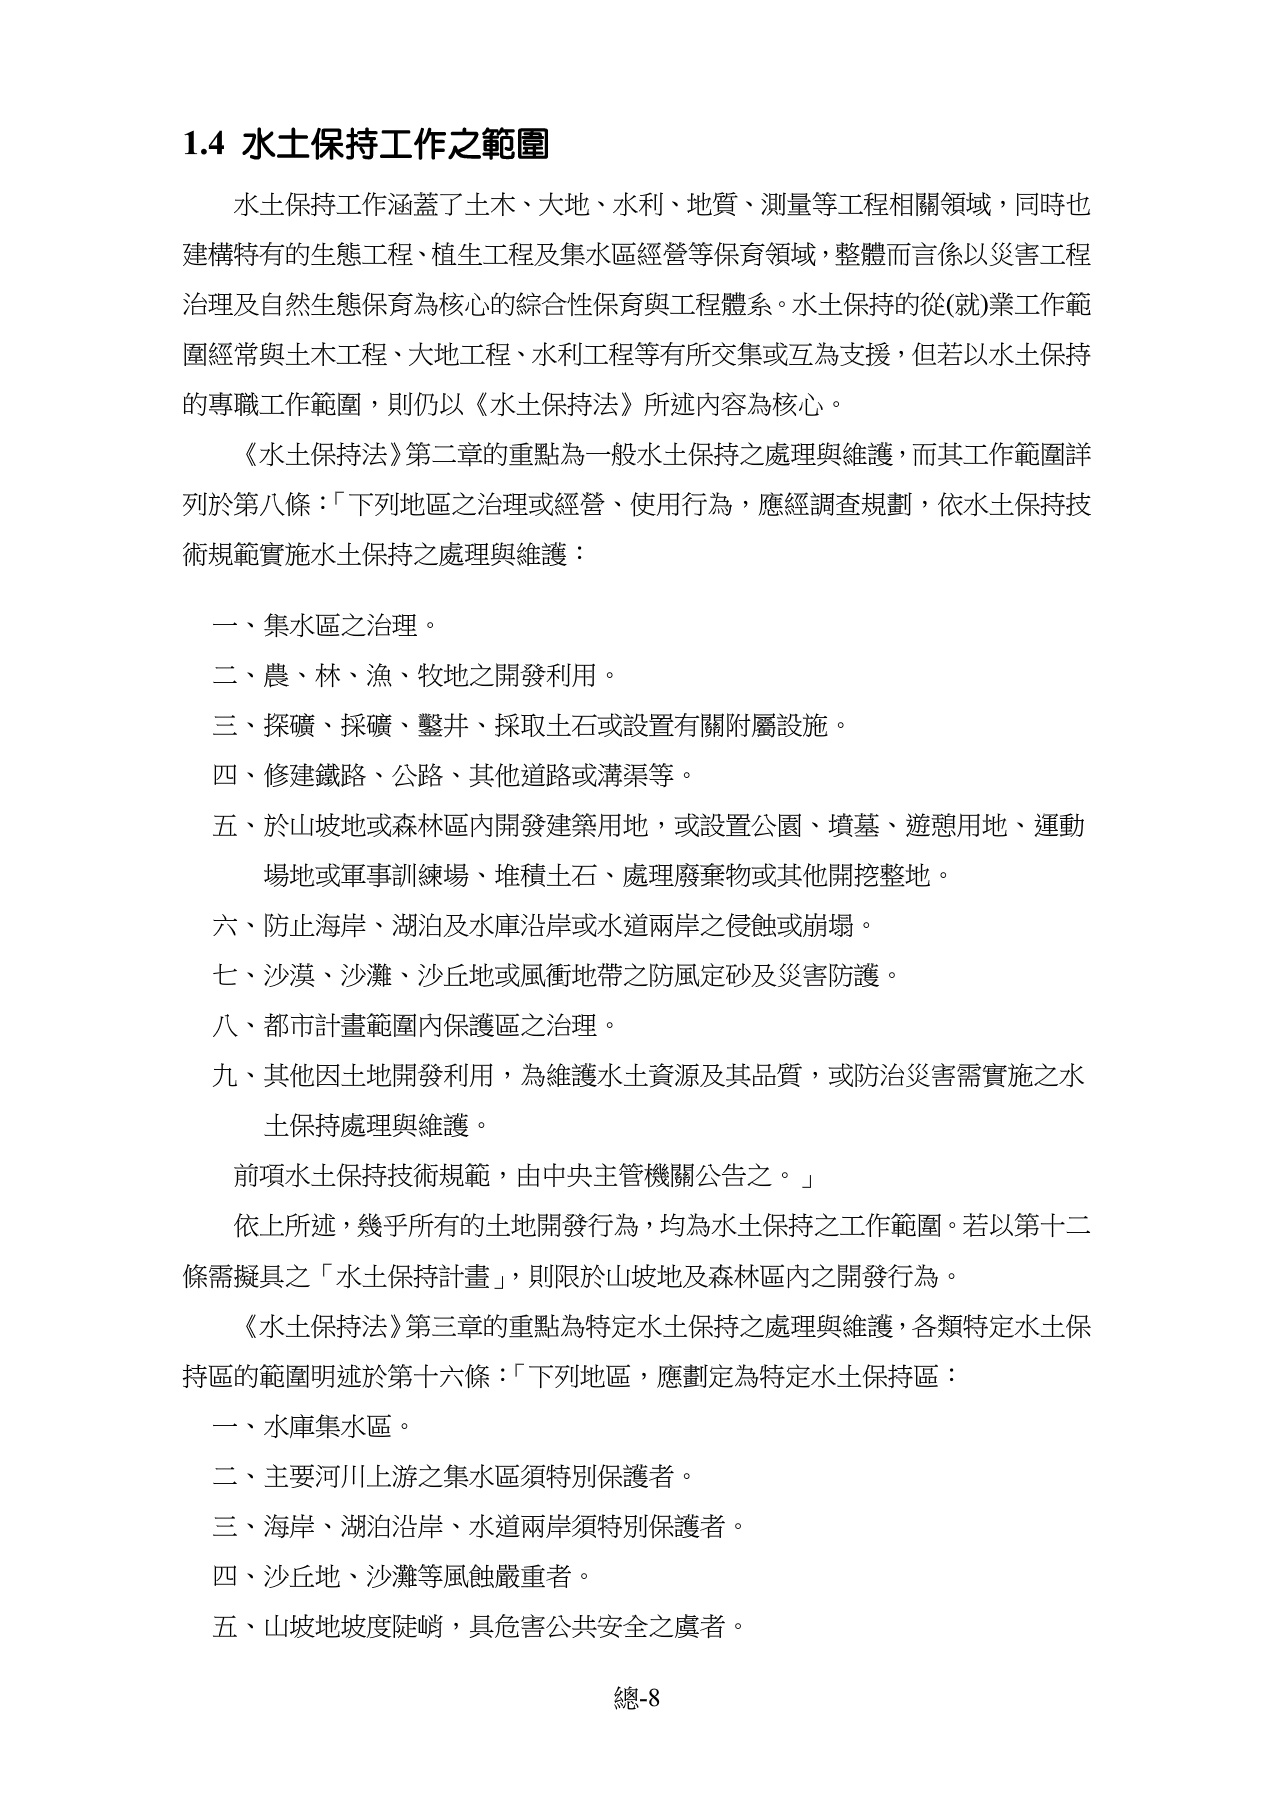 1.4 水土保持工作之範圍
水土保持工作涵蓋了土木、大地、水利、地質、測量等工程相關領域，同時也
建構特有的生態工程、植生工程及集水區經營等保育領域，整體而言係以災害工程
治理及自然生態保育為核心的綜合性保育與工程體系。水土保持的從(就)業工作範
圍經常與土木工程、大地工程、水利工程等有所交集或互為支援，但若以水土保持
的專職工作範圍，則仍以《水土保持法》所述內容為核心。
《水土保持法》第二章的重點為一般水土保持之處理與維護，而其工作範圍詳
列於第八條：「下列地區之治理或經營、使用行為，應經調查規劃，依水土保持技
術規範實施水土保持之處理與維護：
一、集水區之治理。
二、農、林、漁、牧地之開發利用。
三、探礦、採礦、鑿井、採取土石或設置有關附屬設施。
四、修建鐵路、公路、其他道路或溝渠等。
五、於山坡地或森林區內開發建築用地，或設置公園、墳墓、遊憩用地、運動
場地或軍事訓練場、堆積土石、處理廢棄物或其他開挖整地。
六、防止海岸、湖泊及水庫沿岸或水道兩岸之侵蝕或崩塌。
七、沙漠、沙灘、沙丘地或風衝地帶之防風定砂及災害防護。
八、都市計畫範圍內保護區之治理。
九、其他因土地開發利用，為維護水土資源及其品質，或防治災害需實施之水
土保持處理與維護。
前項水土保持技術規範，由中央主管機關公告之。」
依上所述，幾乎所有的土地開發行為，均為水土保持之工作範圍。若以第十二
條需擬具之「水土保持計畫」，則限於山坡地及森林區內之開發行為。
《水土保持法》第三章的重點為特定水土保持之處理與維護，各類特定水土保
持區的範圍明述於第十六條：「下列地區，應劃定為特定水土保持區：
一、水庫集水區。
二、主要河川上游之集水區須特別保護者。
三、海岸、湖泊沿岸、水道兩岸須特別保護者。
四、沙丘地、沙灘等風蝕嚴重者。
五、山坡地坡度陡峭，具危害公共安全之虞者。
總-8